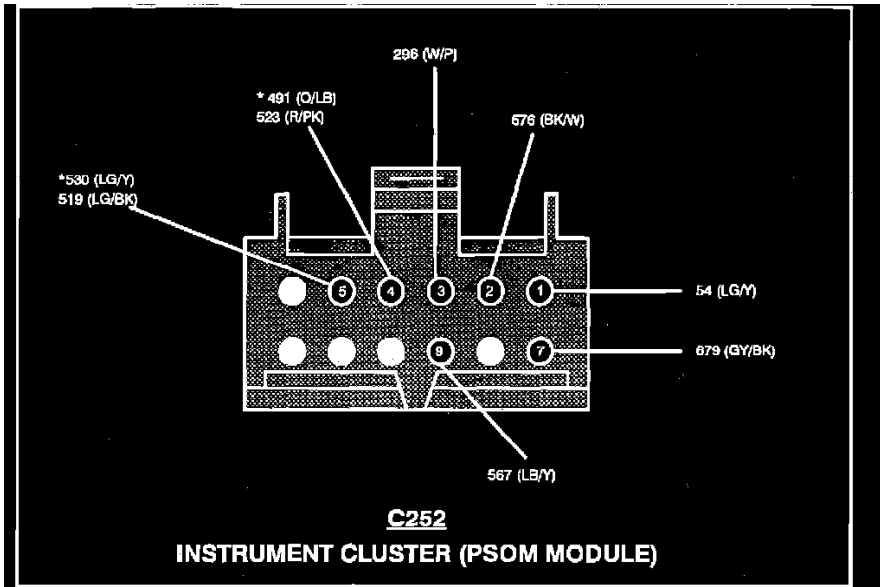 296 (W/P)
* 491 (O/LB)
523 (R/PK)
676 (BK/W)
*530 (LG/Y)
519 (LG/BK)
5 4 3 2 1
54 (LG/Y)
9 7
679 (GY/BK)
567 (LB/Y)
C252
INSTRUMENT CLUSTER (PSOM MODULE)